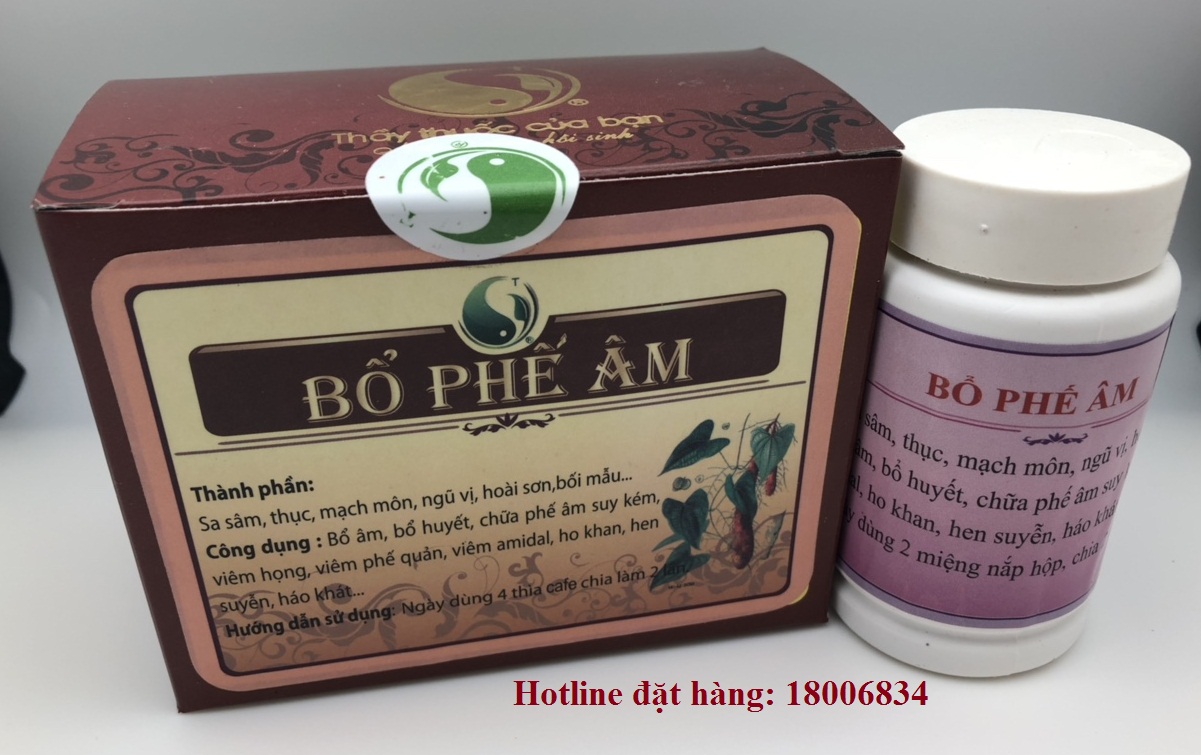 Thầy thuốc của bạn
hồi sinh
T
BỔ PHẾ ÂM
Thành phần:
Sa sâm, thục, mạch môn, ngũ vị, hoài sơn,bối mẫu...
Công dụng : Bổ âm, bổ huyết, chữa phế âm suy kém,
viêm họng, viêm phế quản, viêm amidal, ho khan, hen
suyễn, háo khát...
Hướng dẫn sử dụng: Ngày dùng 4 thìa cafe chia làm 2 lần
BỔ PHẾ ÂM
sâm, thục, mạch môn, ngũ vị,
bổ huyết, chữa phế âm suy
ho khan, hen suyễn, háo khát
dùng 2 miệng nắp hộp, chia
Hotline đặt hàng: 18006834